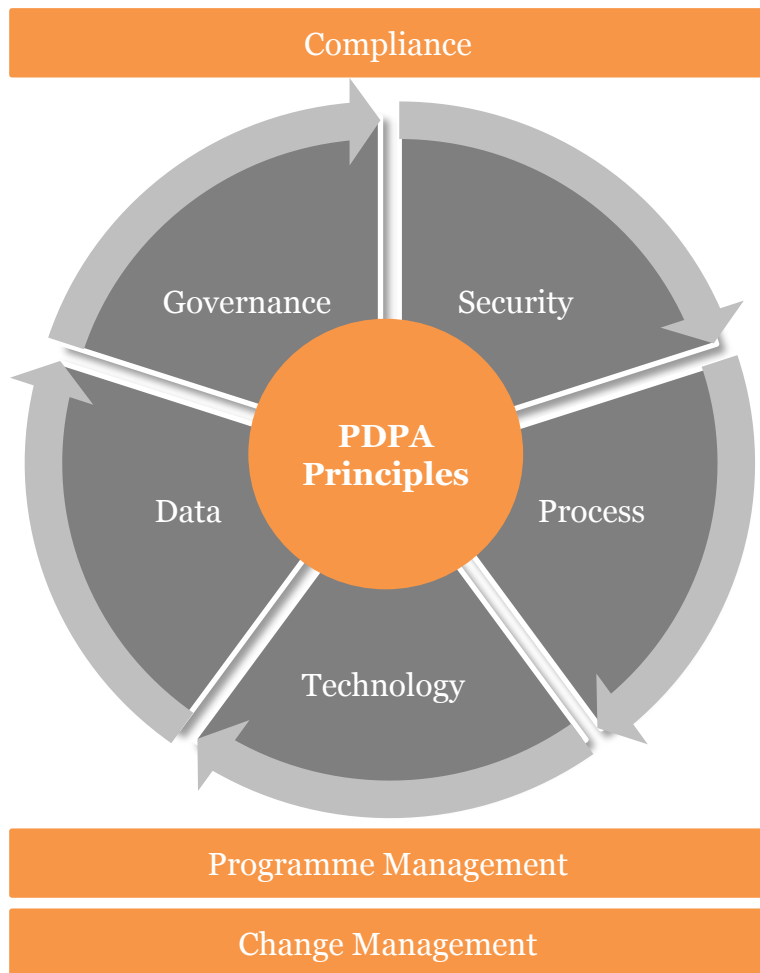 Compliance
Governance
Security
PDPA
Principles
Data
Process
Technology
Programme Management
Change Management